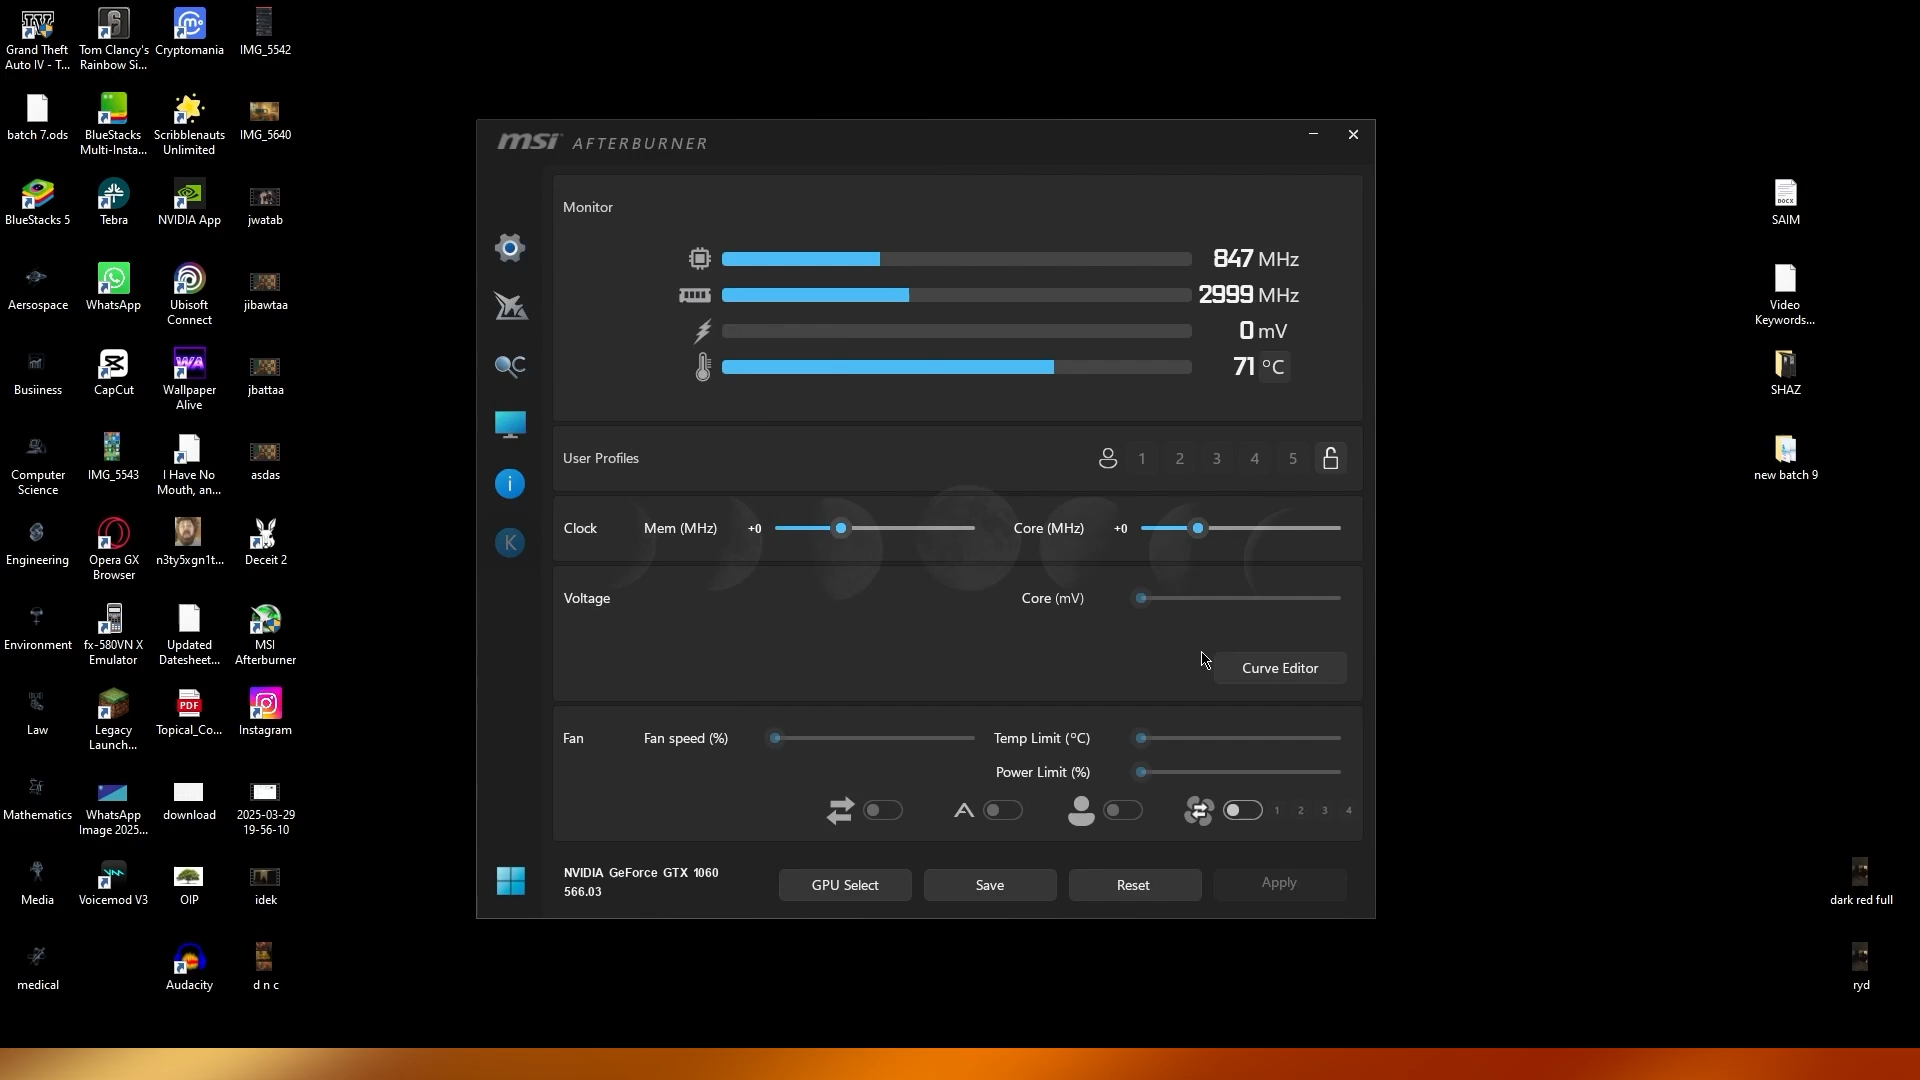 Grand Theft
Auto IV - T...
Tom Clancy's
Rainbow Si...
Cryptomania
IMG_5542
batch 7.ods
BlueStacks
Multi-Insta...
Scribblenauts
Unlimited
IMG_5640
BlueStacks 5
Tebra
NVIDIA App
jwatab
Aersospace
WhatsApp
Ubisoft
Connect
jibawtaa
Busiiness
CapCut
Wallpaper
Alive
jbattaa
Computer
Science
IMG_5543
I Have No
Mouth, an...
asdas
Engineering
Opera GX
Browser
n3ty5xgn1t...
Deceit 2
Environment
fx-580VN X
Emulator
Updated
Datesheet...
MSI
Afterburner
Law
Legacy
Launch...
PDF
Topical_Co...
Instagram
Mathematics
WhatsApp
Image 2025...
download
2025-03-29
19-56-10
Media
Voicemod V3
OIP
idek
medical
Audacity
d n c
msi AFTERBURNER
Monitor
847 MHz
2999 MHz
0 mV
71 °C
User Profiles
1 2 3 4 5
Clock
Mem (MHz)
+0
Core (MHz)
+0
Voltage
Core (mV)
Curve Editor
Fan
Fan speed (%)
Temp Limit (°C)
Power Limit (%)
A
1 2 3 4
NVIDIA GeForce GTX 1060
566.03
GPU Select
Save
Reset
Apply
C
i
K
DOCX
SAIM
Video
Keywords...
SHAZ
new batch 9
dark red full
ryd